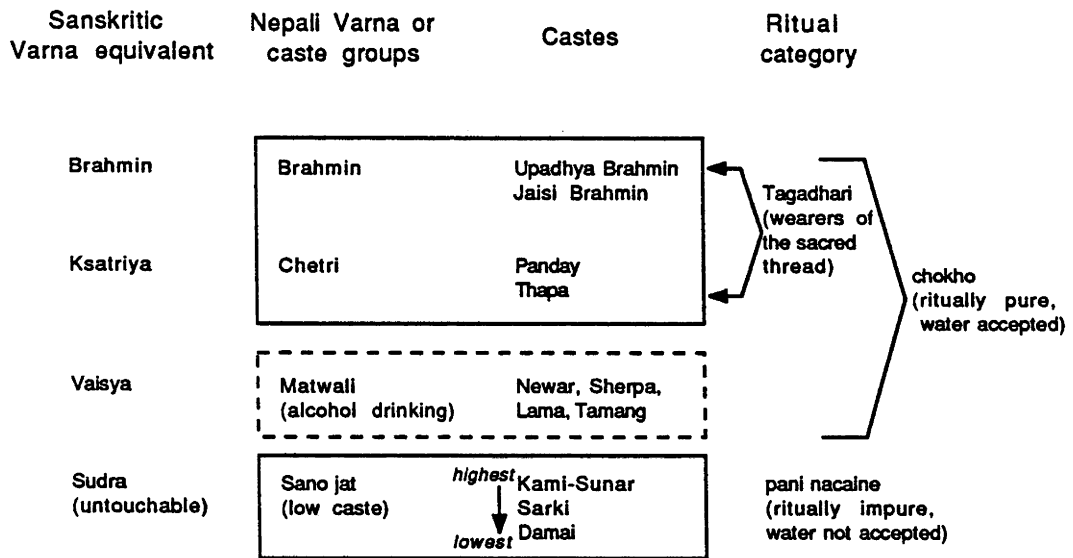 Sanskritic
Varna equivalent
Nepali Varna or
caste groups
Castes
Ritual
category
Brahmin
Brahmin
Upadhya Brahmin
Jaisi Brahmin
Tagadhari
(wearers of
the sacred
thread)
Ksatriya
Chetri
Panday
Thapa
chokho
(ritually pure,
water accepted)
Vaisya
Matwali
(alcohol drinking)
Newar, Sherpa,
Lama, Tamang
Sudra
(untouchable)
Sano jat
(low caste)
highest
lowest
Kami-Sunar
Sarki
Damai
pani nacaine
(ritually impure,
water not accepted)